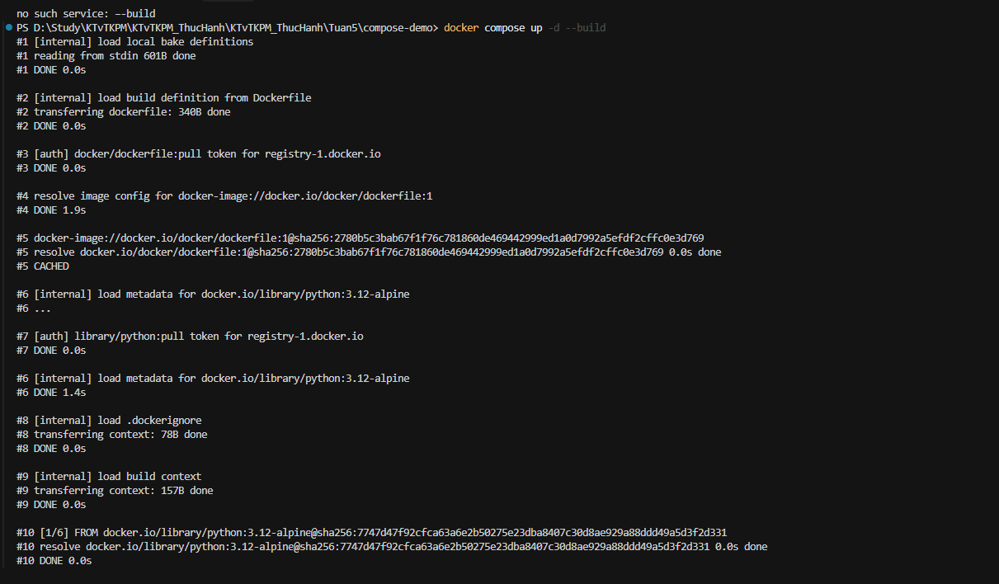 no such service: --build
PS D:\Study\KTvTKPM\KTvTKPM_ThucHanh\KTvTKPM_ThucHanh\Tuan5\compose-demo> docker compose up -d --build
#1 [internal] load local bake definitions
#1 reading from stdin 601B done
#1 DONE 0.0s
#2 [internal] load build definition from Dockerfile
#2 transferring dockerfile: 340B done
#2 DONE 0.0s
#3 [auth] docker/dockerfile:pull token for registry-1.docker.io
#3 DONE 0.0s
#4 resolve image config for docker-image://docker.io/docker/dockerfile:1
#4 DONE 1.9s
#5 docker-image://docker.io/docker/dockerfile:1@sha256:2780b5c3bab67f1f76c781860de469442999ed1a0d7992a5efdf2cffc0e3d769
#5 resolve docker.io/docker/dockerfile:1@sha256:2780b5c3bab67f1f76c781860de469442999ed1a0d7992a5efdf2cffc0e3d769 0.0s done
#5 CACHED
#6 [internal] load metadata for docker.io/library/python:3.12-alpine
#6 ...
#7 [auth] library/python:pull token for registry-1.docker.io
#7 DONE 0.0s
#6 [internal] load metadata for docker.io/library/python:3.12-alpine
#6 DONE 1.4s
#8 [internal] load .dockerignore
#8 transferring context: 78B done
#8 DONE 0.0s
#9 [internal] load build context
#9 transferring context: 157B done
#9 DONE 0.0s
#10 [1/6] FROM docker.io/library/python:3.12-alpine@sha256:7747d47f92cfca63a6e2b50275e23dba8407c30d8ae929a88ddd49a5d3f2d331
#10 resolve docker.io/library/python:3.12-alpine@sha256:7747d47f92cfca63a6e2b50275e23dba8407c30d8ae929a88ddd49a5d3f2d331 0.0s done
#10 DONE 0.0s